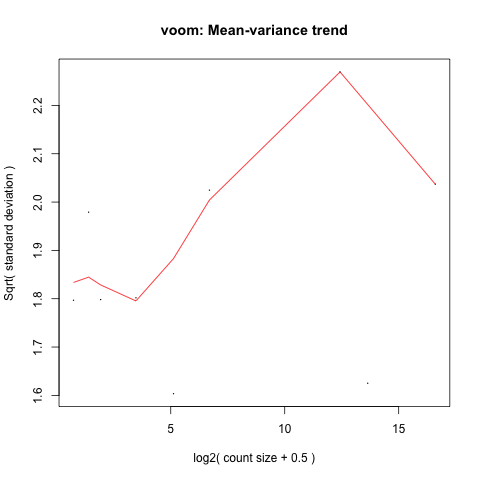 voom: Mean-variance trend
Sqrt( standard deviation )
2.2
2.1
2.0
1.9
1.8
1.7
1.6
5 10 15
log2( count size + 0.5 )